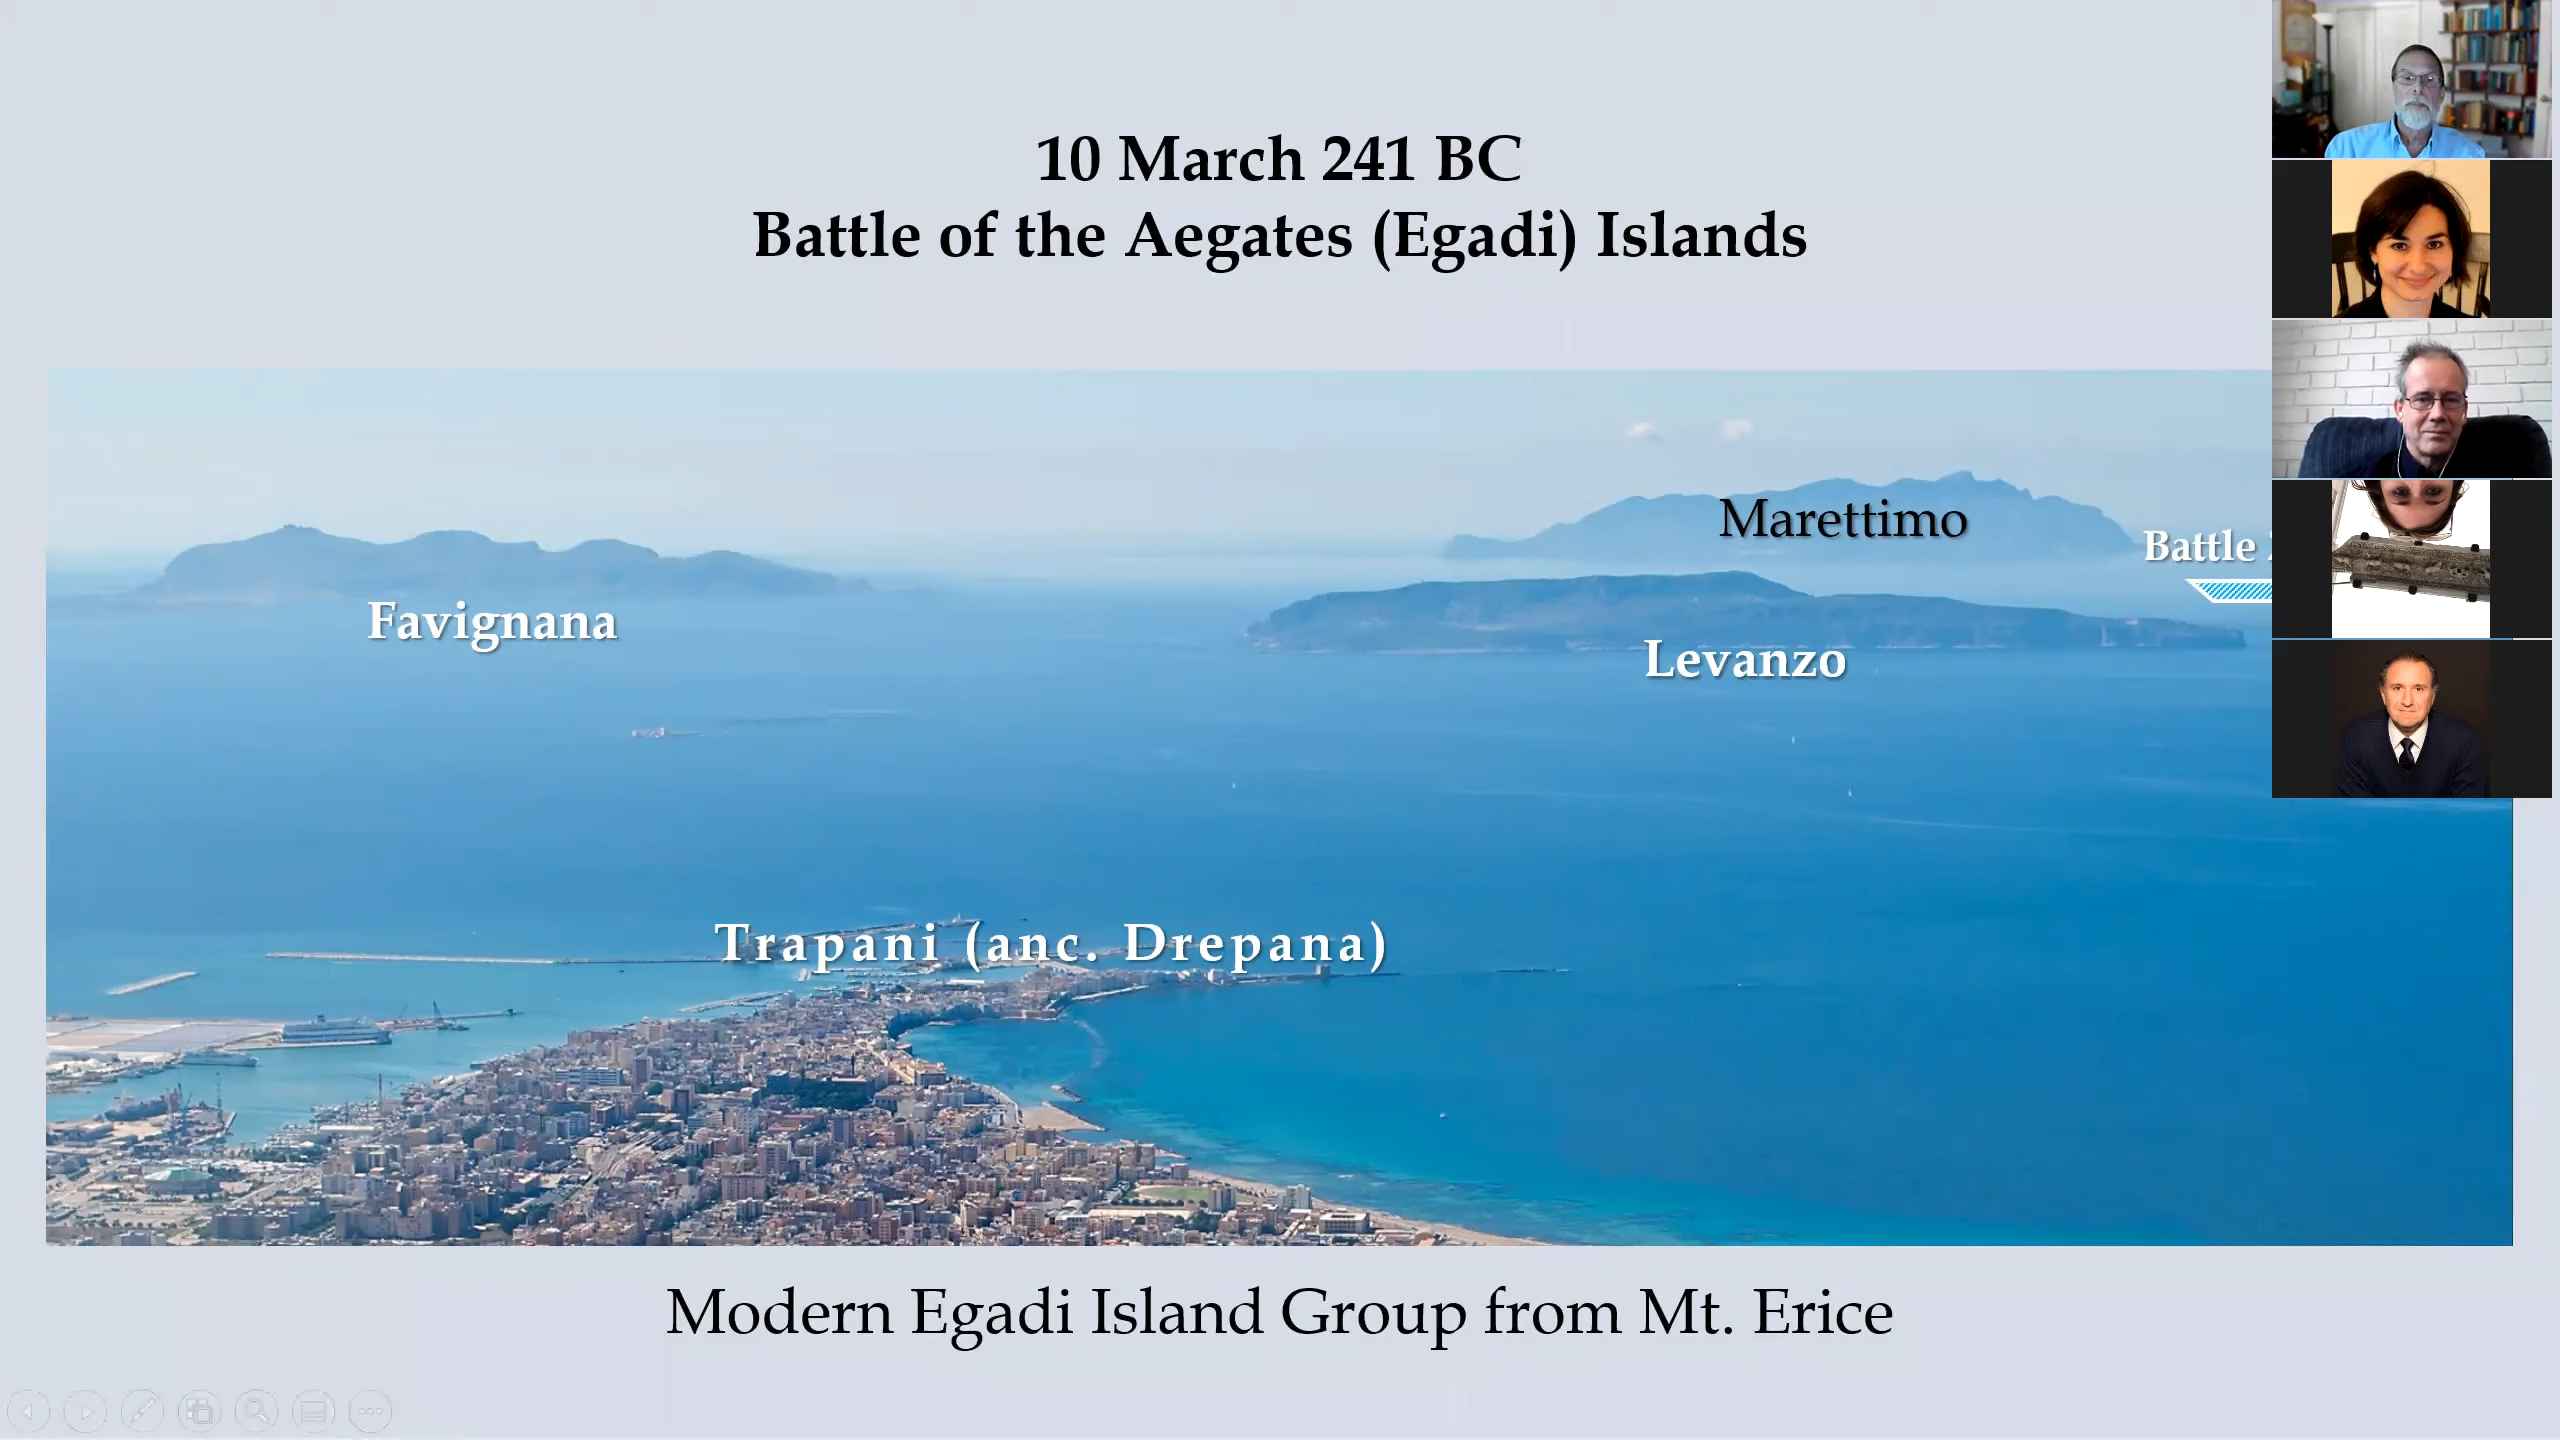 10 March 241 BC
Battle of the Aegates (Egadi) Islands
Marettimo
Battle
Favignana
Levanzo
Trapani (anc. Drepana)
Modern Egadi Island Group from Mt. Erice